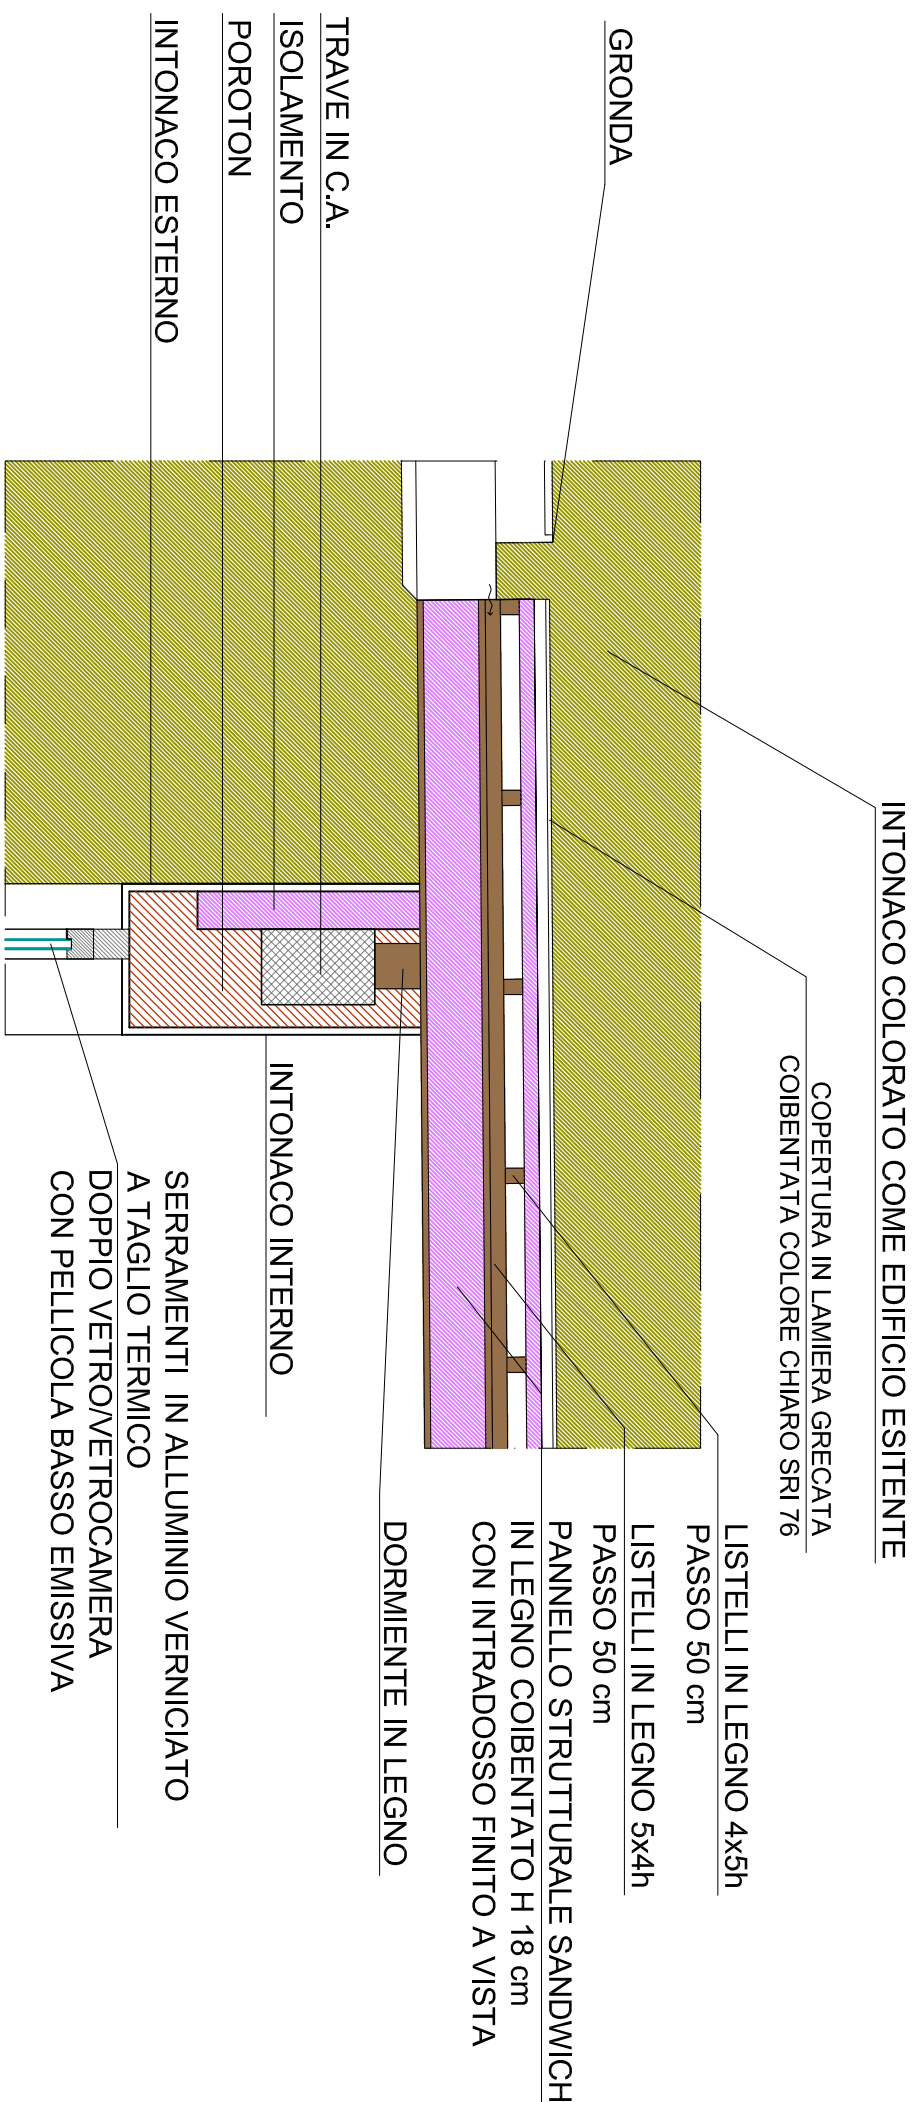 INTONACO COLORATO COME EDIFICIO ESITENTE
COPERTURA IN LAMIERA GRECATA
COIBENTATA COLORE CHIARO SRI 76
GRONDA
LISTELLI IN LEGNO 4x5h
PASSO 50 cm
LISTELLI IN LEGNO 5x4h
PASSO 50 cm
PANNELLO STRUTTURALE SANDWICH
IN LEGNO COIBENTATO H 18 cm
CON INTRADOSSO FINITO A VISTA
DORMIENTE IN LEGNO
TRAVE IN C.A.
ISOLAMENTO
POROTON
INTONACO ESTERNO
INTONACO INTERNO
SERRAMENTI IN ALLUMINIO VERNICIATO
A TAGLIO TERMICO
DOPPIO VETRO/VETROCAMERA
CON PELLICOLA BASSO EMISSIVA